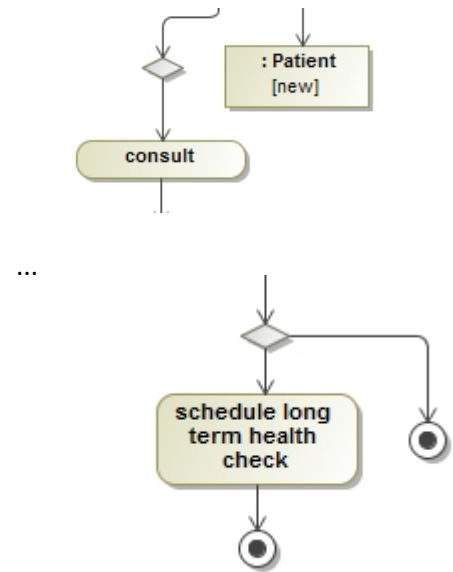 : Patient
[new]
consult
...
schedule long
term health
check